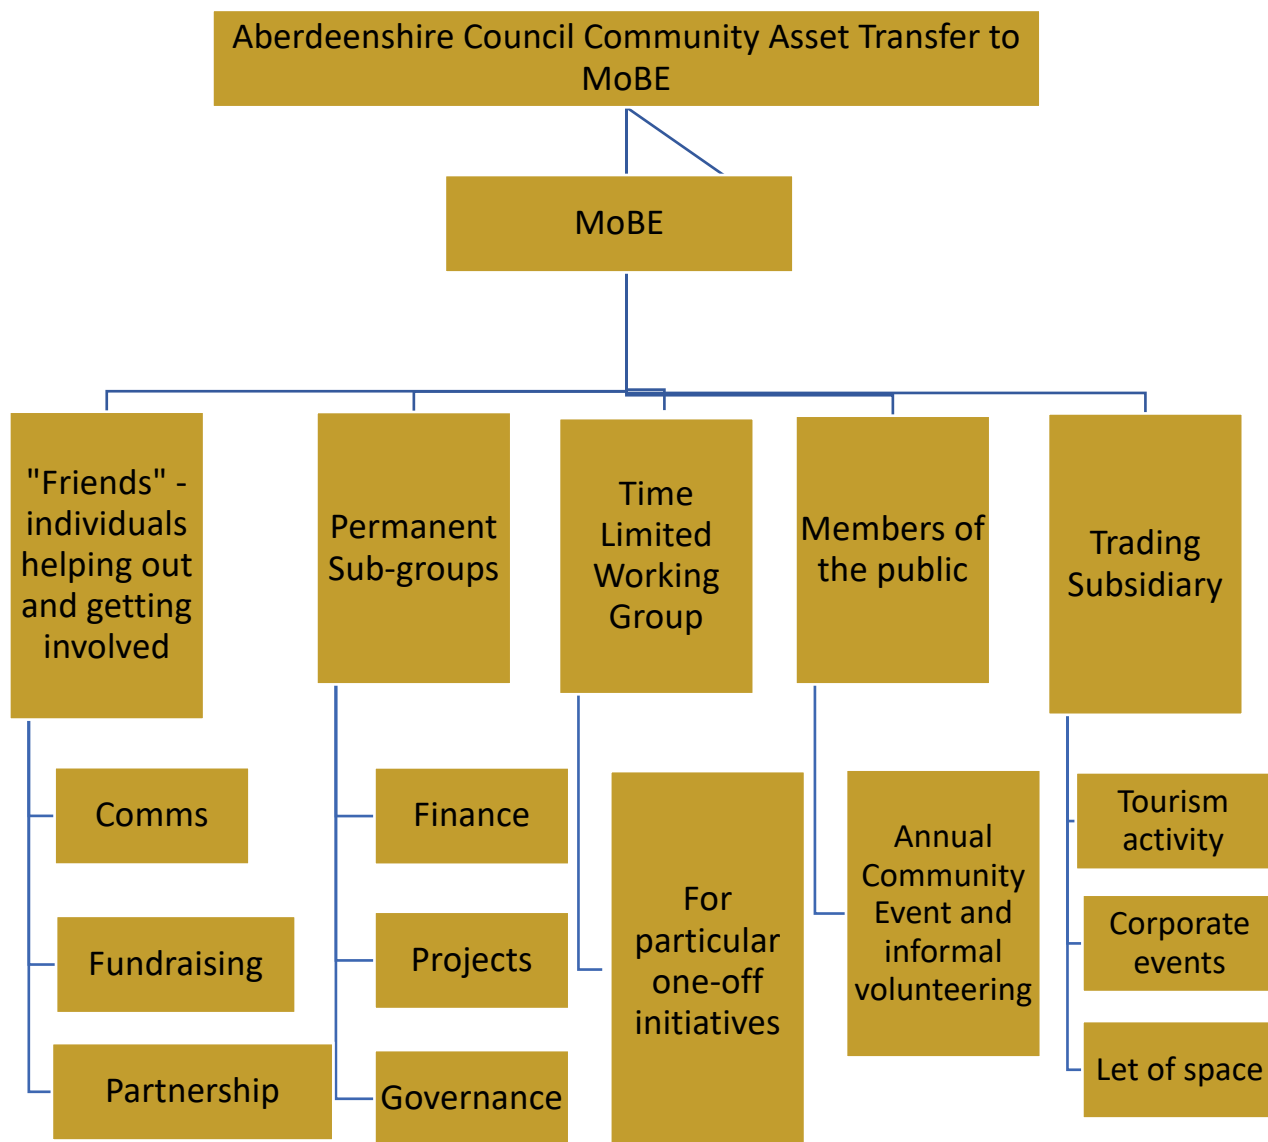 Aberdeenshire Council Community Asset Transfer to
MoBE
MoBE
"Friends" -
individuals
helping out
and getting
involved
Permanent
Sub-groups
Time
Limited
Working
Group
Members of
the public
Trading
Subsidiary
Comms
Fundraising
Partnership
Finance
Projects
Governance
For
particular
one-off
initiatives
Annual
Community
Event and
informal
volunteering
Tourism
activity
Corporate
events
Let of space